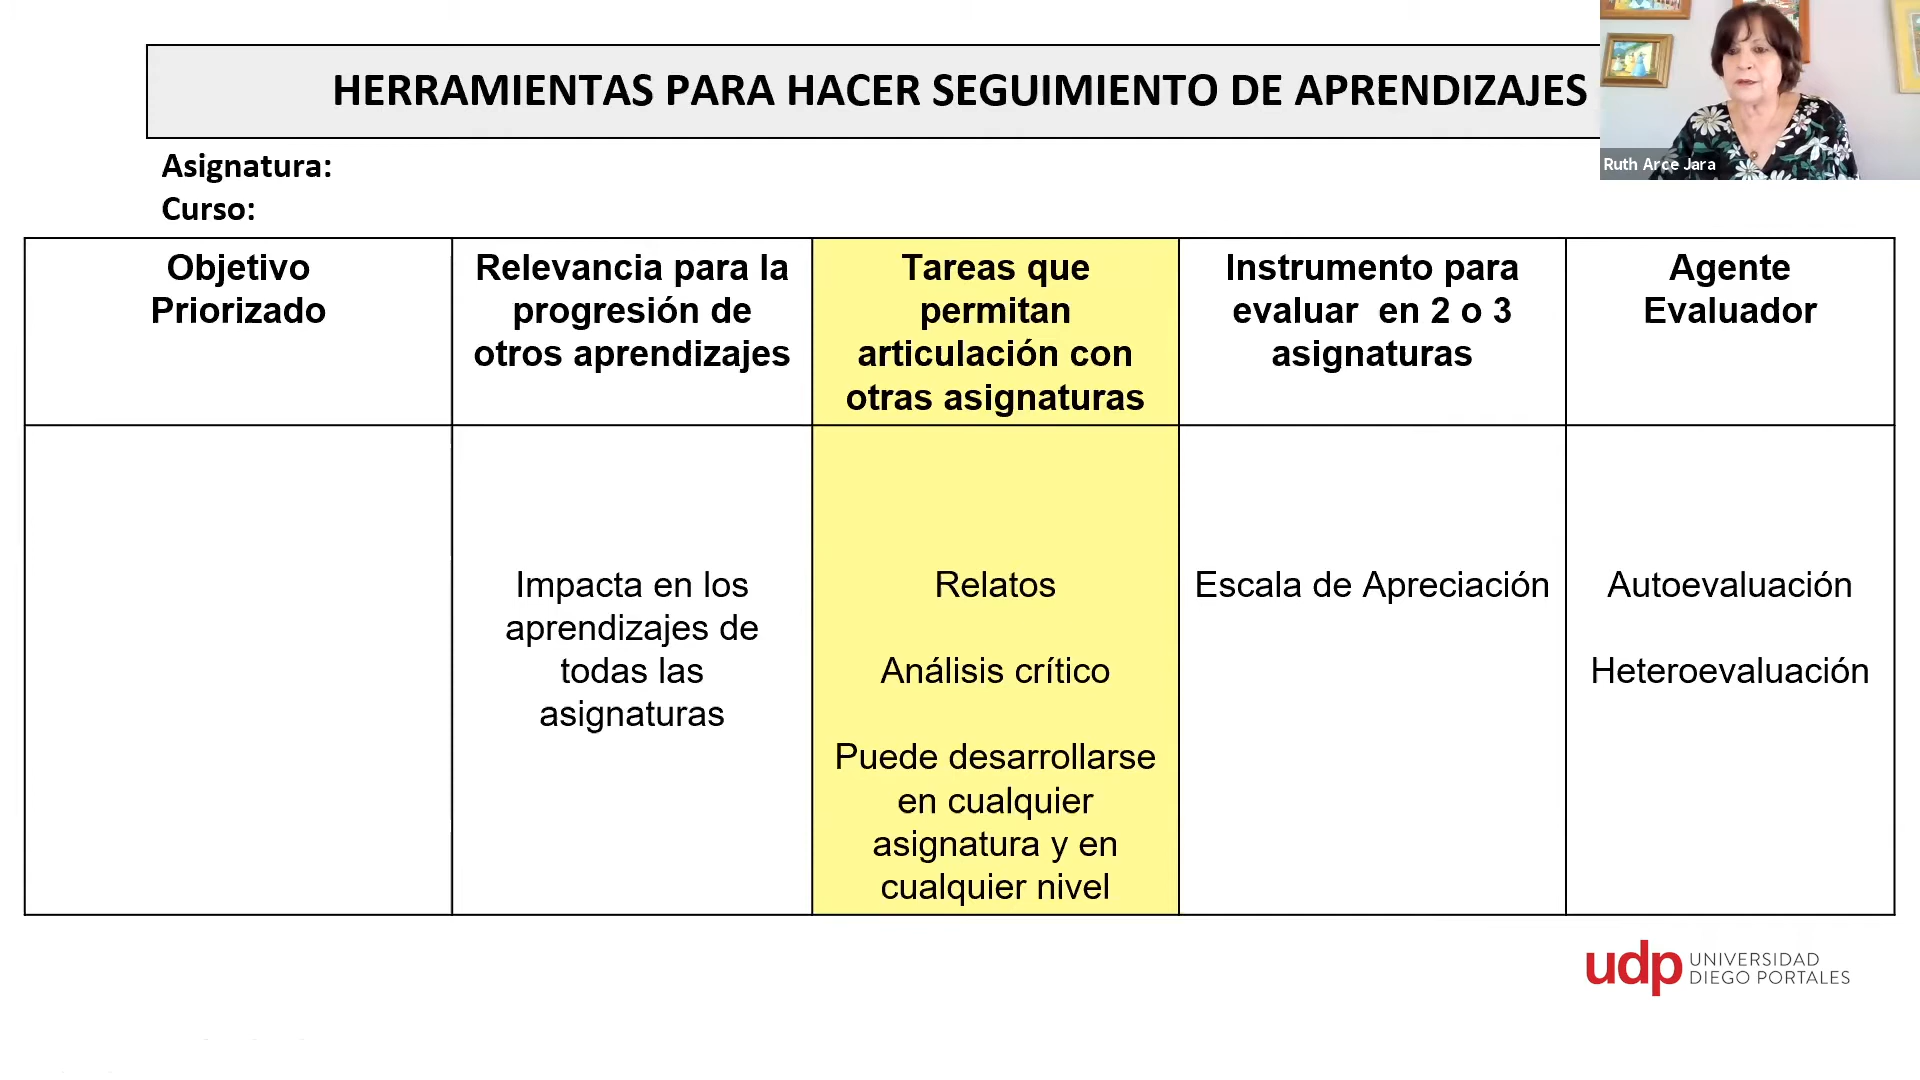 HERRAMIENTAS PARA HACER SEGUIMIENTO DE APRENDIZAJES
Ruth Arce Jara
Asignatura:
Curso:
Objetivo
Priorizado
Relevancia para la
progresión de
otros aprendizajes
Tareas que
permitan
articulación con
otras asignaturas
Instrumento para
evaluar en 2 o 3
asignaturas
Agente
Evaluador
Impacta en los
aprendizajes de
todas las
asignaturas
Relatos
Análisis crítico
Puede desarrollarse
en cualquier
asignatura y en
cualquier nivel
Escala de Apreciación
Autoevaluación
Heteroevaluación
udp UNIVERSIDAD
DIEGO PORTALES